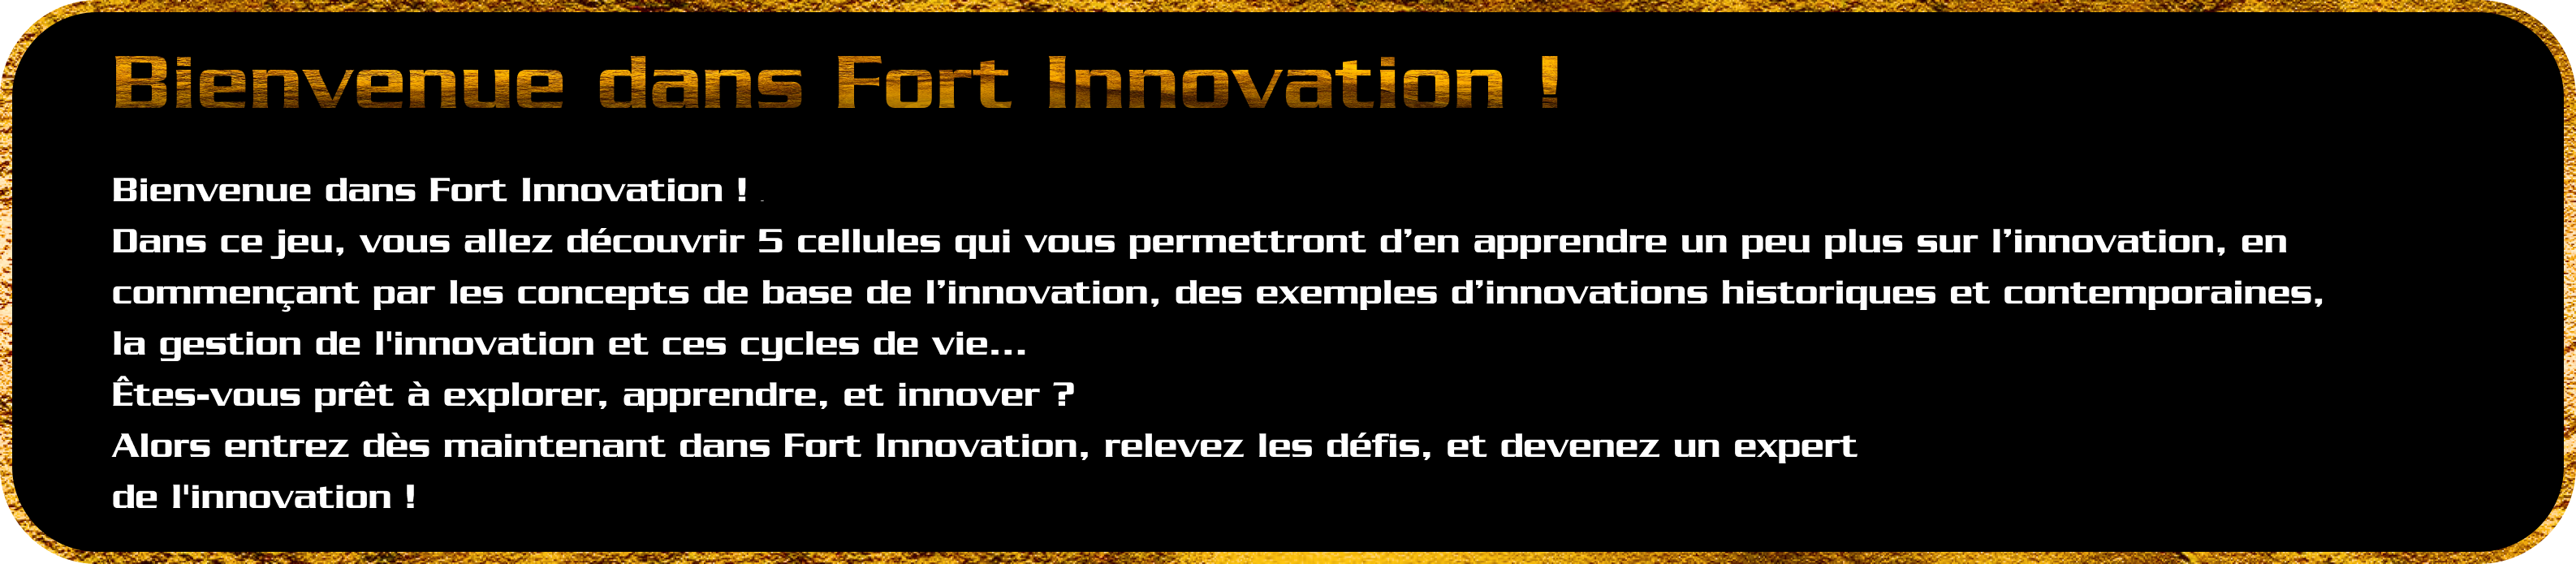 Bienvenue dans Fort Innovation !
Bienvenue dans Fort Innovation !
Dans ce jeu, vous allez découvrir 5 cellules qui vous permettront d’en apprendre un peu plus sur l’innovation, en
commençant par les concepts de base de l’innovation, des exemples d’innovations historiques et contemporaines,
la gestion de l'innovation et ces cycles de vie...
Êtes-vous prêt à explorer, apprendre, et innover ?
Alors entrez dès maintenant dans Fort Innovation, relevez les défis, et devenez un expert
de l'innovation !